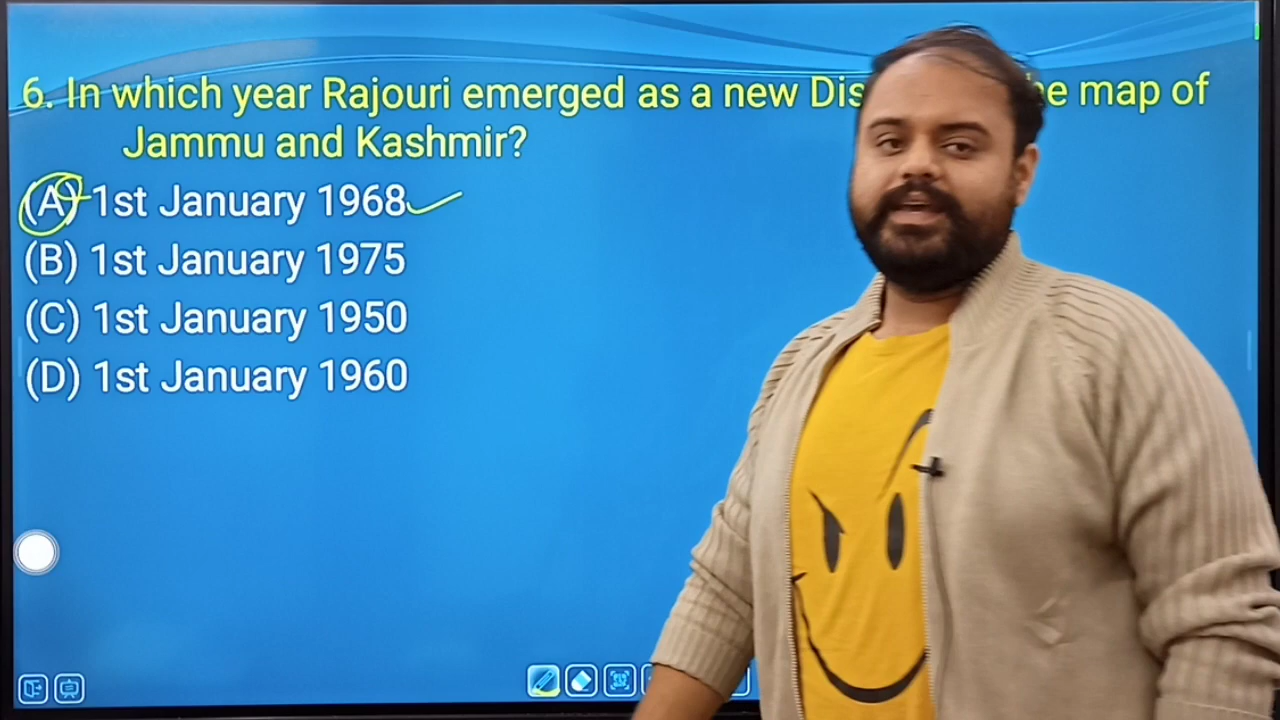 6. In which year Rajouri emerged as a new map of
Jammu and Kashmir?
(A) 1st January 1968
(B) 1st January 1975
(C) 1st January 1950
(D) 1st January 1960